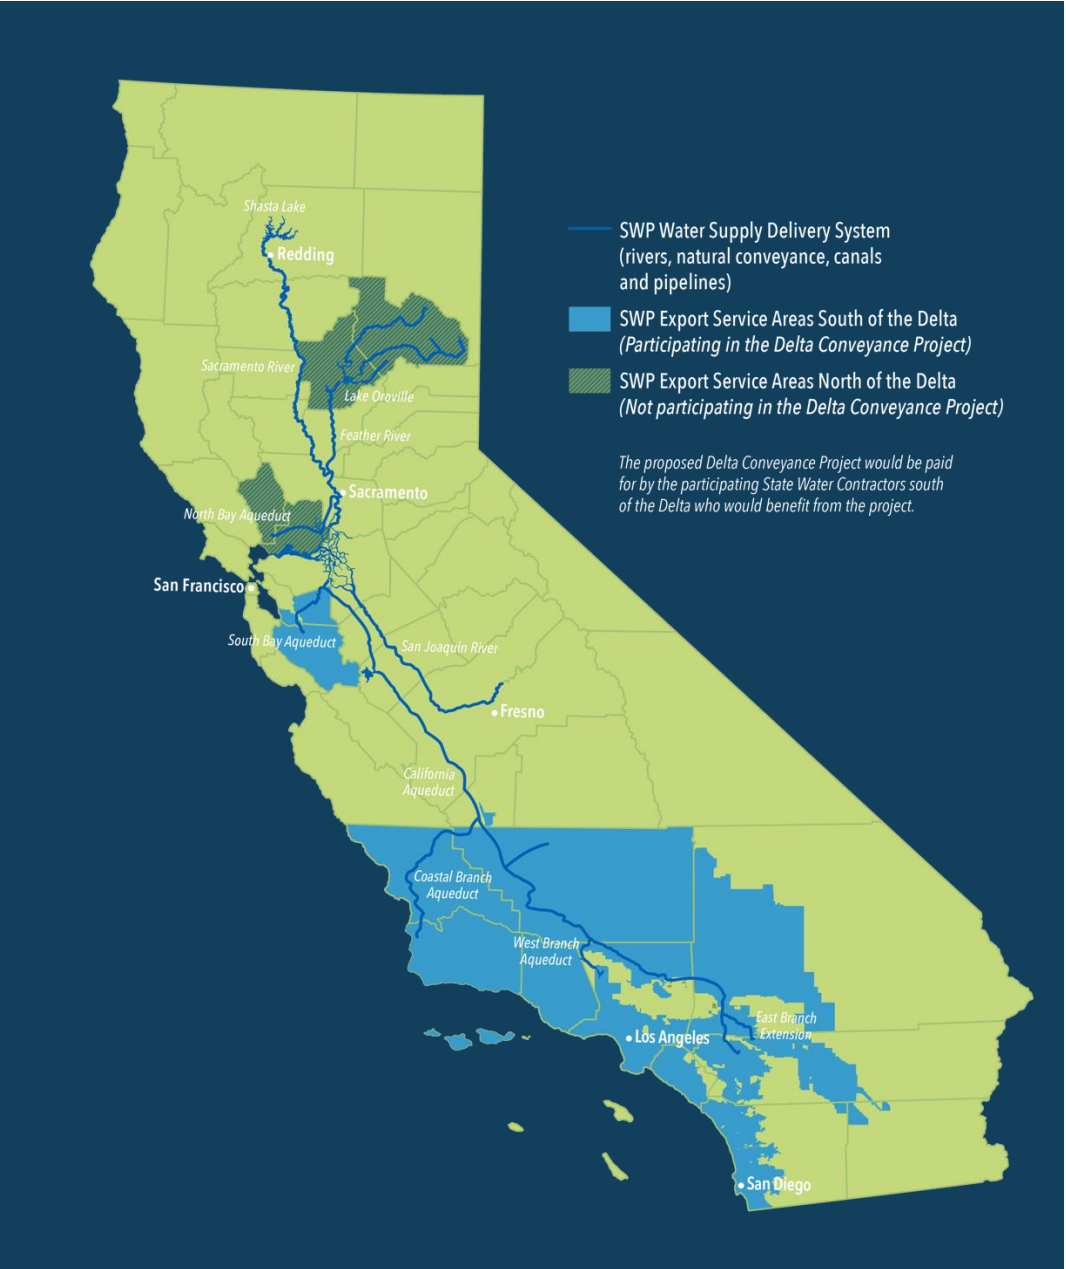 Shasta Lake
Redding
SWP Water Supply Delivery System
(rivers, natural conveyance, canals
and pipelines)
SWP Export Service Areas South of the Delta
(Participating in the Delta Conveyance Project)
SWP Export Service Areas North of the Delta
(Not participating in the Delta Conveyance Project)
The proposed Delta Conveyance Project would be paid
for by the participating State Water Contractors south
of the Delta who would benefit from the project.
Sacramento River
Lake Oroville
Feather River
Sacramento
North Bay Aqueduct
San Francisco
South Bay Aqueduct
San Joaquin River
Fresno
California
Aqueduct
Coastal Branch
Aqueduct
West Branch
Aqueduct
East Branch
Extension
Los Angeles
San Diego